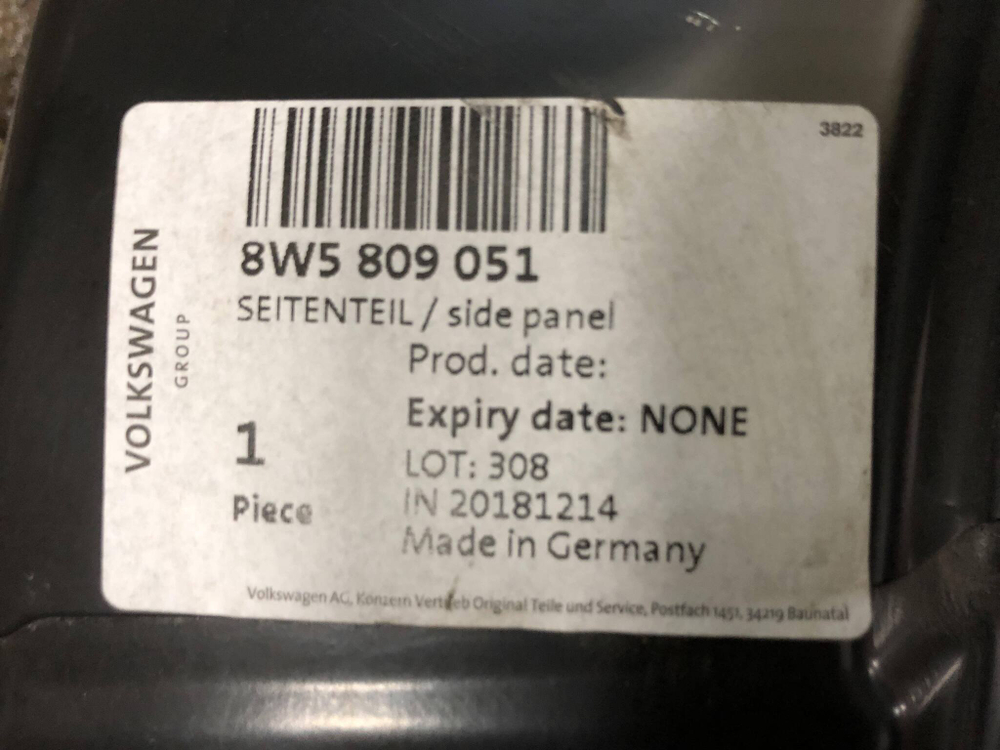 3822
VOLKSWAGEN
GROUP
8W5 809 051
SEITENTEIL / side panel
Prod. date:
Expiry date: NONE
1
Piece
LOT: 308
IN 20181214
Made in Germany
Volkswagen AG, Konzern Vertrieb Original Teile und Service, Postfach 1451, 34219 Baunatal